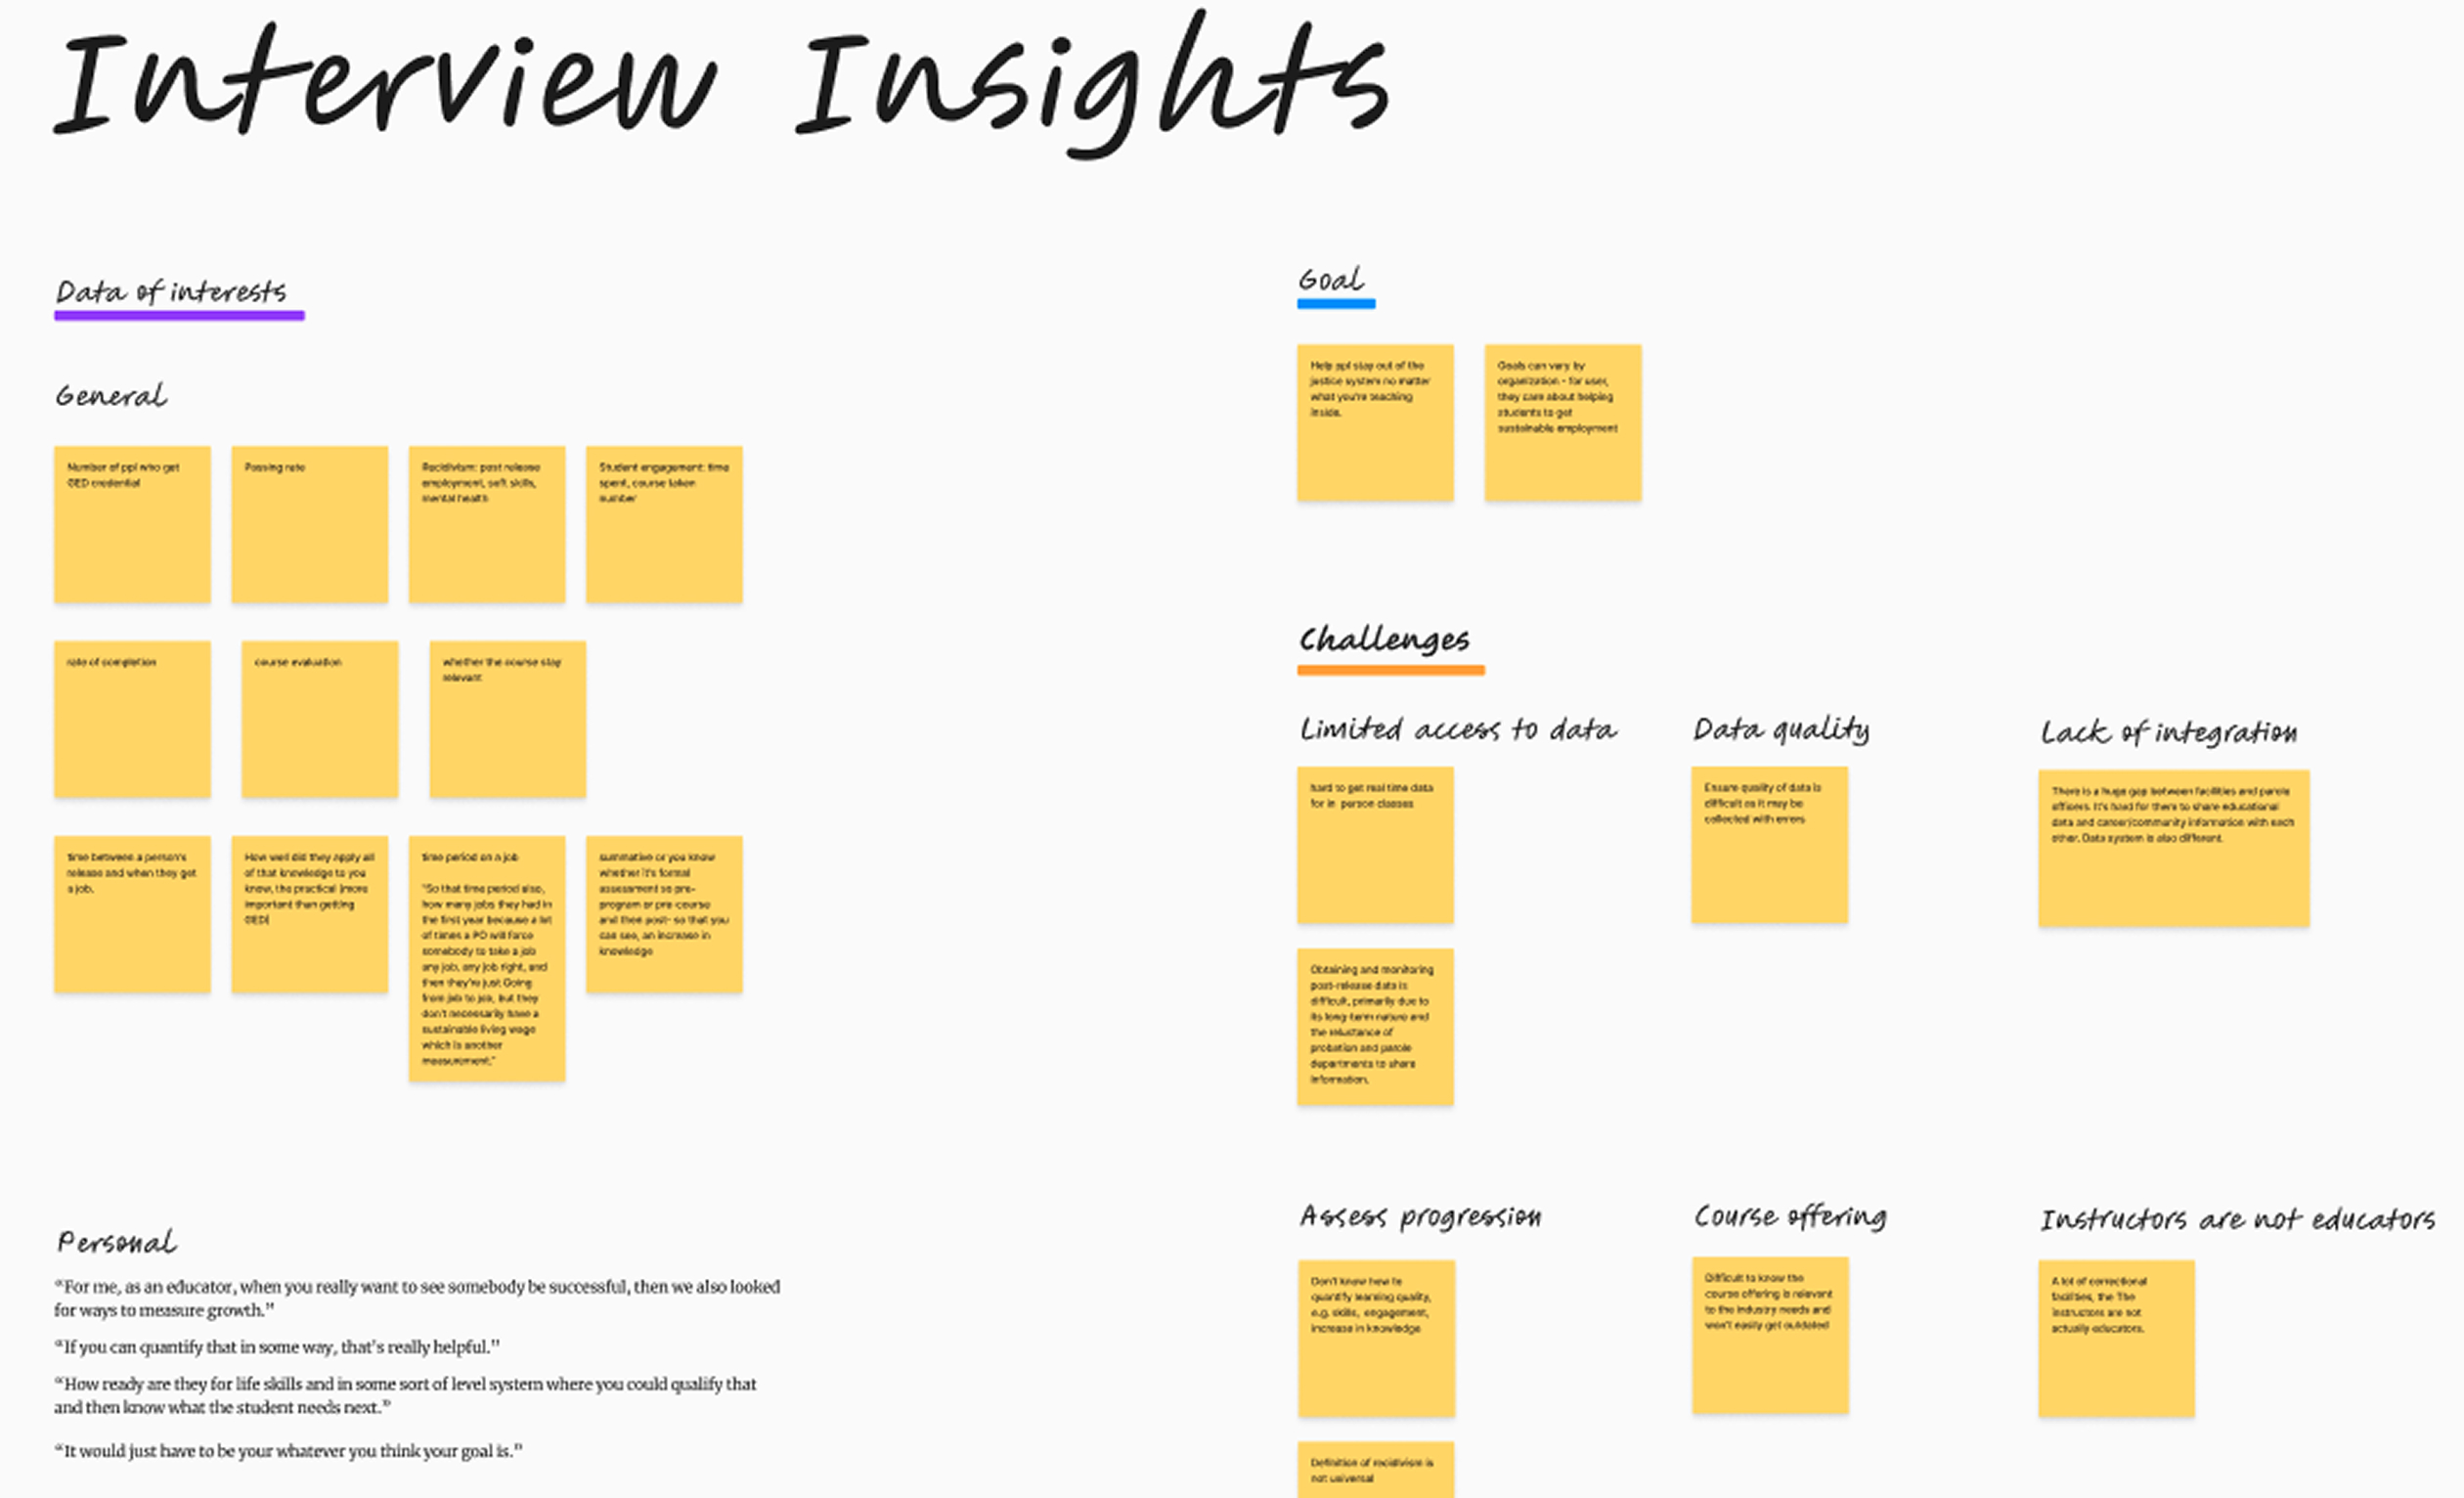 Interview Insights
Data of interests
General
Number of ppl who get
GED credential
Passing rate
Recidivism: post release
employment, soft skills,
mental health
Student engagement: time
spent, course taken
number
rate of completion
course evaluation
whether the course stay
relevant
time between a person's
release and when they get
a job.
How well did they apply all
of that knowledge to you
know, the practical (more
important than getting
GED(
time period on a job
"So that time period also,
how many jobs they had in
the first year because a lot
of times a PO will force
somebody to take a job
any job, any job right, and
then they're just Going
from job to job, but they
don't necessarily have a
sustainable living wage
which is another
measurement."
summative or you know
whether it's formal
assessment so pre-
program or pre-course
and then post- so that you
can see, an increase in
knowledge
Personal
“For me, as an educator, when you really want to see somebody be successful, then we also looked
for ways to measure growth.”
“If you can quantify that in some way, that’s really helpful.”
“How ready are they for life skills and in some sort of level system where you could qualify that
and then know what the student needs next.”
“It would just have to be your whatever you think your goal is.”
Goal
Help ppl stay out of the
justice system no matter
what you're teaching
inside.
Goals can vary by
organization - for user,
they care about helping
students to get
sustainable employment
Challenges
Limited access to data
hard to get real time data
for in person classes
Obtaining and monitoring
post-release data is
difficult, primarily due to
its long-term nature and
the reluctance of
probation and parole
departments to share
information.
Data quality
Ensure quality of data is
difficult as it may be
collected with errors
Lack of integration
There is a huge gap between facilities and parole
officers. It's hard for them to share educational
data and career/community information with each
other. Data system is also different.
Assess progression
Don't know how to
quantify learning quality,
e.g. skills, engagement,
increase in knowledge
Definition of recidivism is
not universal
Course offering
Difficult to know the
course offering is relevant
to the industry needs and
won't easily get outdated
Instructors are not educators
A lot of correctional
facilities, the The
instructors are not
actually educators.